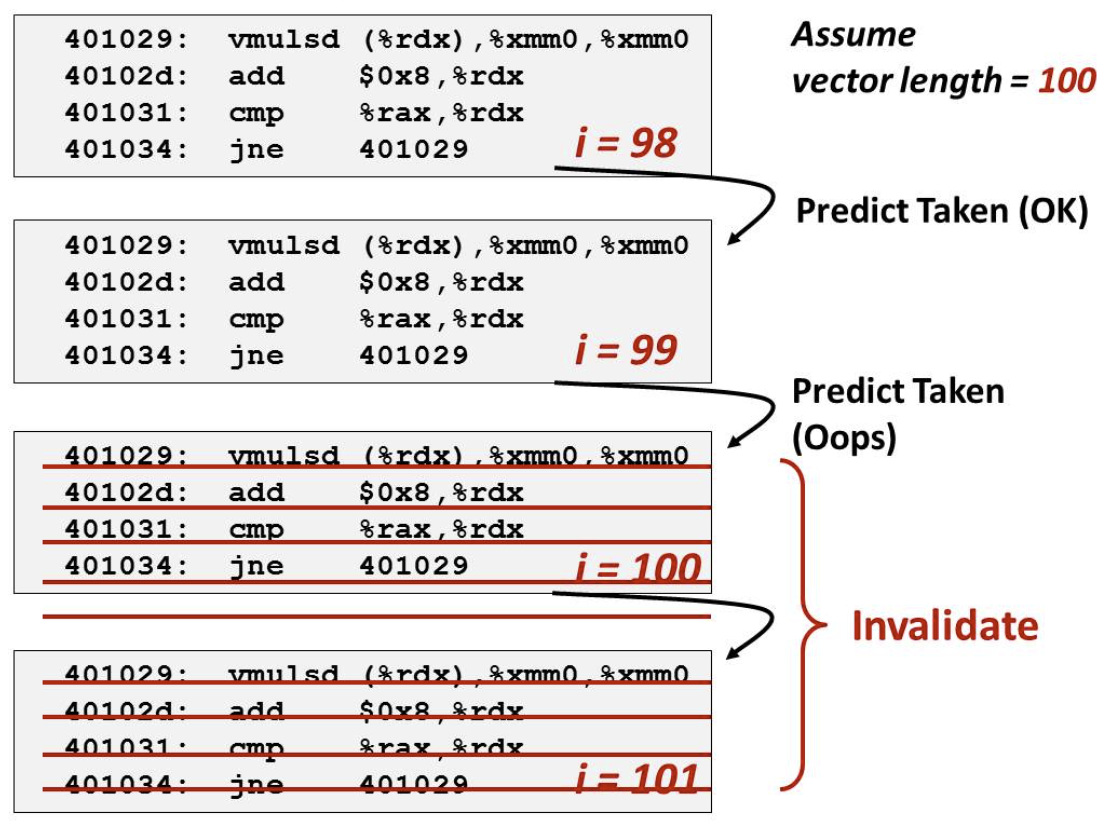 401029: vmulsd (%rdx),%xmm0,%xmm0
40102d: add $0x8,%rdx
401031: cmp %rax,%rdx
401034: jne 401029
i = 98
Assume
vector length = 100
Predict Taken (OK)
401029: vmulsd (%rdx),%xmm0,%xmm0
40102d: add $0x8,%rdx
401031: cmp %rax,%rdx
401034: jne 401029
i = 99
Predict Taken
(Oops)
401029: vmulsd (%rdx),%xmm0,%xmm0
40102d: add $0x8,%rdx
401031: cmp %rax,%rdx
401034: jne 401029
i = 100
Invalidate
401029: vmulsd (%rdx),%xmm0,%xmm0
40102d: add $0x8,%rdx
401031: cmp %rax,%rdx
401034: jne 401029
i = 101